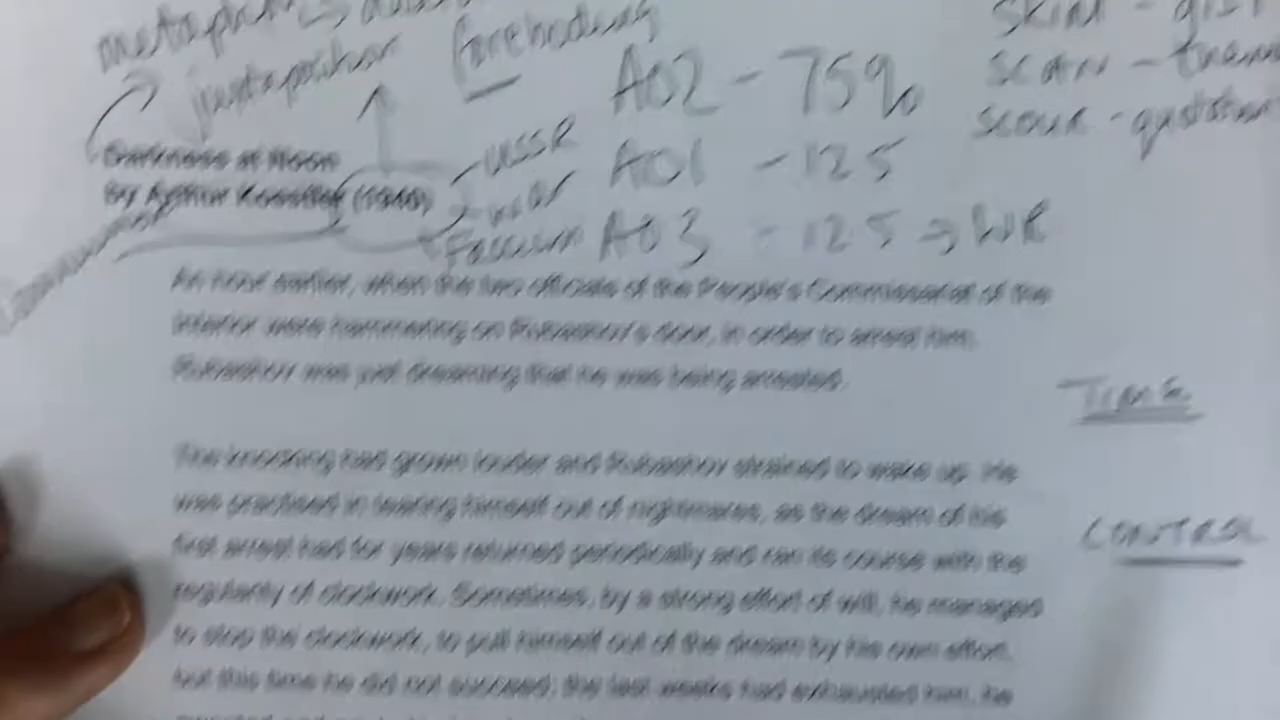 metaphor
juxtaposition
foreboding
skim - gist
scan - them
scour - quotation
AO2 - 75%
AO1 - 12.5
AO3 - 12.5 → WR
USSR
war
Fascism
Communism
Darkness at Noon
by Arthur Koestler (1940)
An hour earlier, when the two officials of the People's Commissariat of the
Interior were hammering on Rubashov's door, in order to arrest him,
Rubashov was just dreaming that he was being arrested.
Time
The knocking had grown louder and Rubashov strained to wake up. He
was practised in tearing himself out of nightmares, as the dream of his
first arrest had for years returned periodically and ran its course with the
regularity of clockwork. Sometimes, by a strong effort of will, he managed
to stop the clockwork, to pull himself out of the dream by his own effort,
but this time he did not succeed; the last weeks had exhausted him, he
control